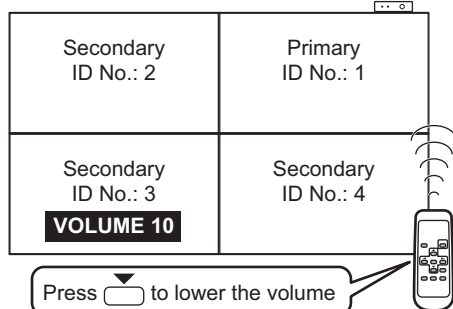 Secondary
ID No.: 2
Primary
ID No.: 1
Secondary
ID No.: 3
VOLUME 10
Secondary
ID No.: 4
Press to lower the volume